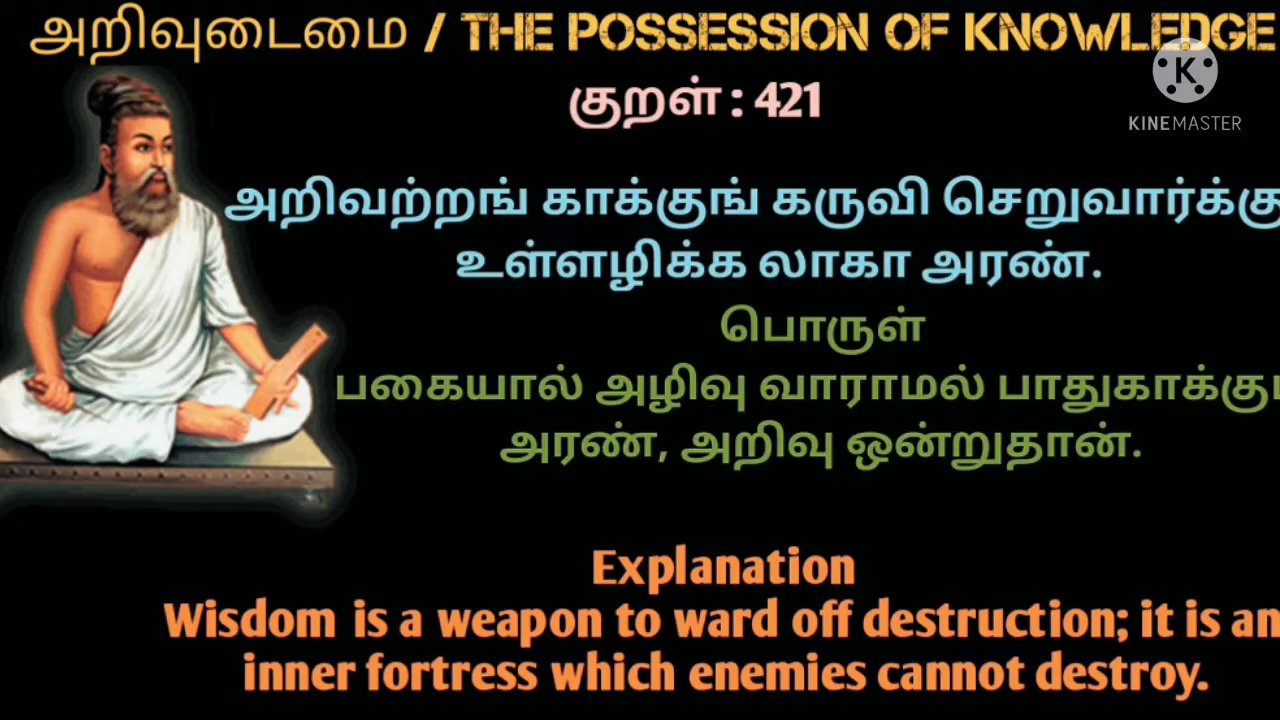 அறிவுடைமை / THE POSSESSION OF KNOWLEDGE
K
KINEMASTER
குறள் : 421
அறிவற்றங் காக்குங் கருவி செறுவார்க்கு
உள்ளழிக்க லாகா அரண்.
பொருள்
பகையால் அழிவு வாராமல் பாதுகாக்கும்
அரண், அறிவு ஒன்றுதான்.
Explanation
Wisdom is a weapon to ward off destruction; it is an
inner fortress which enemies cannot destroy.